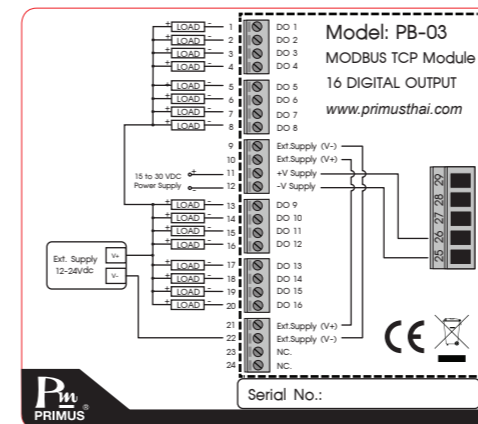 Model: PB-03
MODBUS TCP Module
16 DIGITAL OUTPUT
www.primusthai.com
+ LOAD - 1 DO 1
+ LOAD - 2 DO 2
+ LOAD - 3 DO 3
+ LOAD - 4 DO 4
+ LOAD - 5 DO 5
+ LOAD - 6 DO 6
+ LOAD - 7 DO 7
+ LOAD - 8 DO 8
9 Ext.Supply (V-)
10 Ext.Supply (V+)
15 to 30 VDC + 11 +V Supply
Power Supply - 12 -V Supply
+ LOAD - 13 DO 9
+ LOAD - 14 DO 10
+ LOAD - 15 DO 11
+ LOAD - 16 DO 12
+ LOAD - 17 DO 13
+ LOAD - 18 DO 14
+ LOAD - 19 DO 15
+ LOAD - 20 DO 16
21 Ext.Supply (V+)
22 Ext.Supply (V-)
23 NC.
24 NC.
Ext. Supply V+
12-24Vdc V-
29
28
27
26
25
CE
Pm
PRIMUS ®
Serial No.: